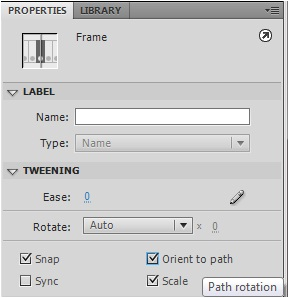 PROPERTIES LIBRARY
Frame
LABEL
Name:
Type: Name
TWEENING
Ease: 0
Rotate: Auto x 0
Snap Orient to path
Sync Scale
Path rotation